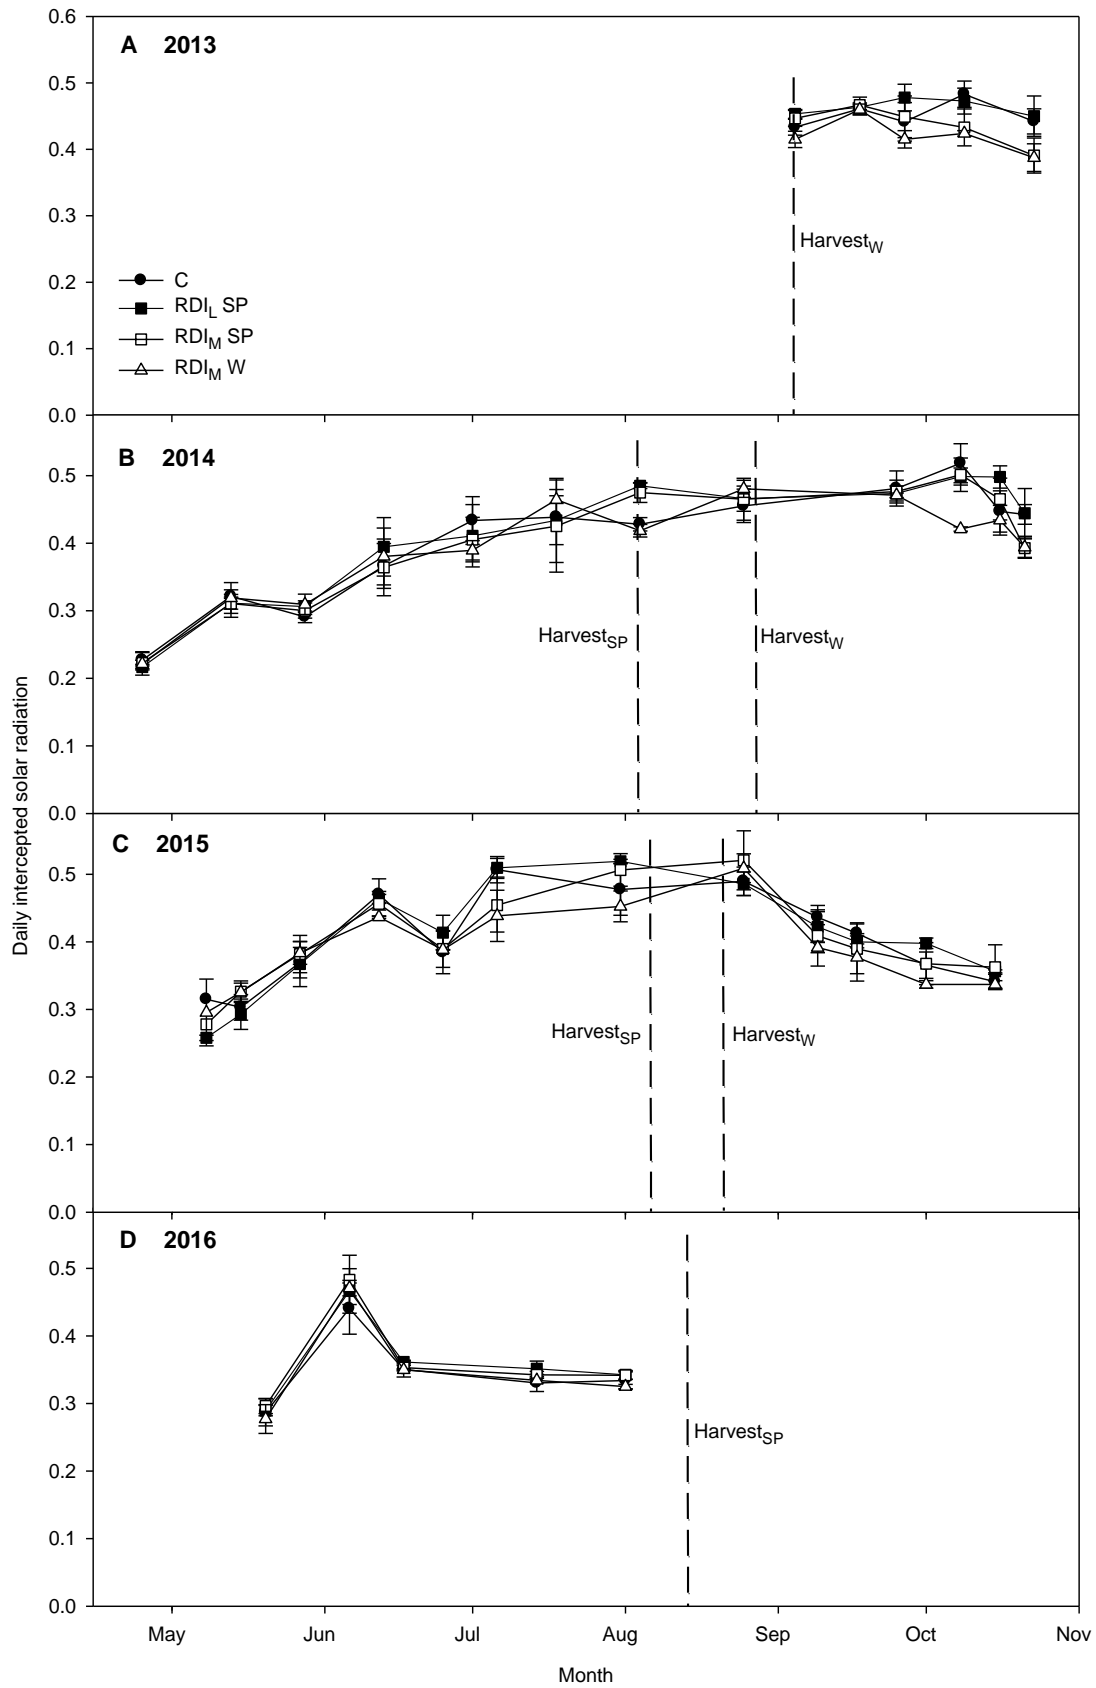 A 2013
0.6
0.5
0.4
0.3
0.2
0.1
0.0
Harvest_W
C
RDI_L SP
RDI_M SP
RDI_M W
B 2014
0.5
0.4
0.3
0.2
0.1
0.0
Harvest_SP
Harvest_W
Daily intercepted solar radiation
C 2015
0.5
0.4
0.3
0.2
0.1
0.0
Harvest_SP
Harvest_W
D 2016
0.5
0.4
0.3
0.2
0.1
0.0
Harvest_SP
May Jun Jul Aug Sep Oct Nov
Month